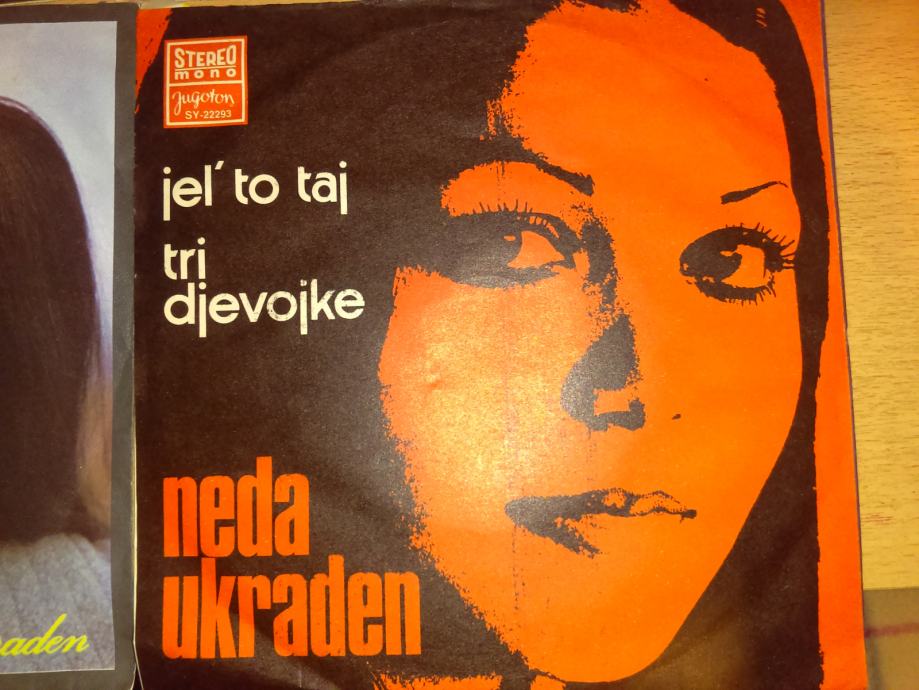 STEREO
mono
Jugoton
SY-22293
jel' to taj
tri
djevojke
neda
ukraden
raden